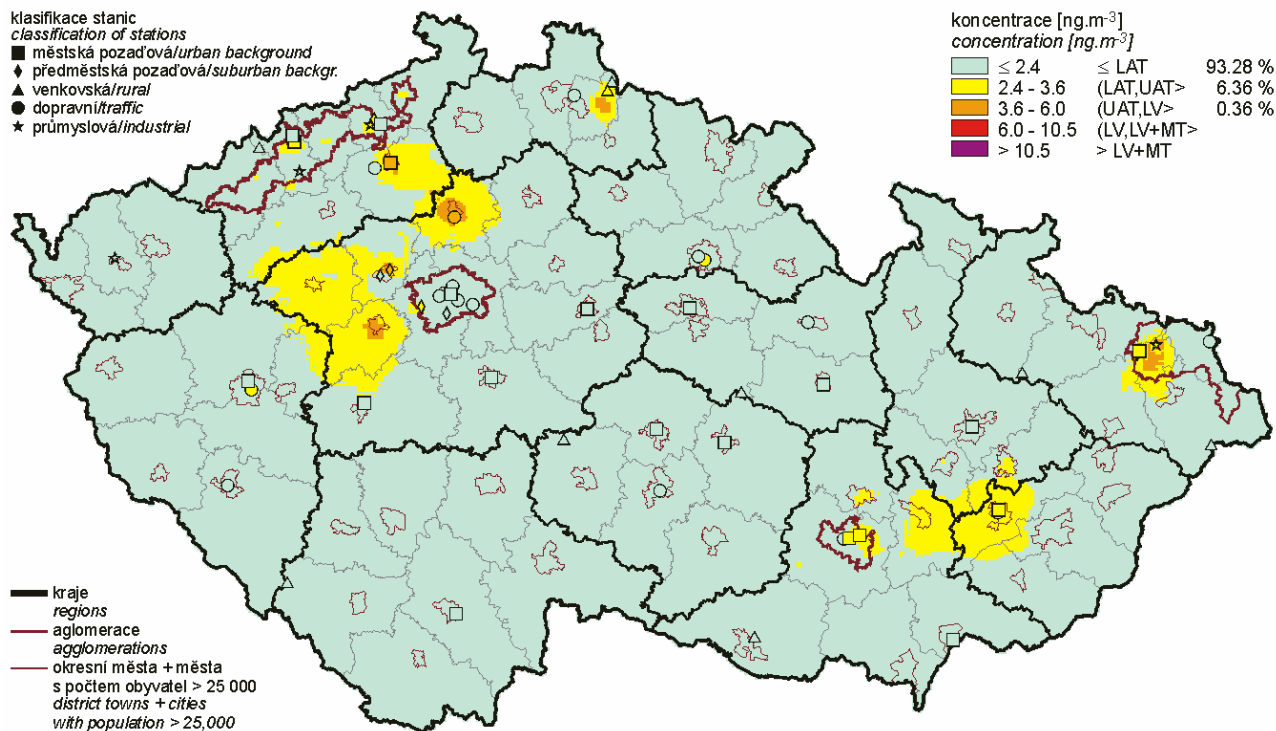 klasifikace stanic
classification of stations
městská pozaďová/urban background
předměstská pozaďová/suburban backgr.
venkovská/rural
dopravní/traffic
průmyslová/industrial
koncentrace [ng.m-3]
concentration [ng.m-3]
≤ 2.4 ≤ LAT 93.28 %
2.4 - 3.6 (LAT,UAT> 6.36 %
3.6 - 6.0 (UAT,LV> 0.36 %
6.0 - 10.5 (LV,LV+MT>
> 10.5 > LV+MT
kraje
regions
aglomerace
agglomerations
okresní města + města
s počtem obyvatel > 25 000
district towns + cities
with population > 25,000